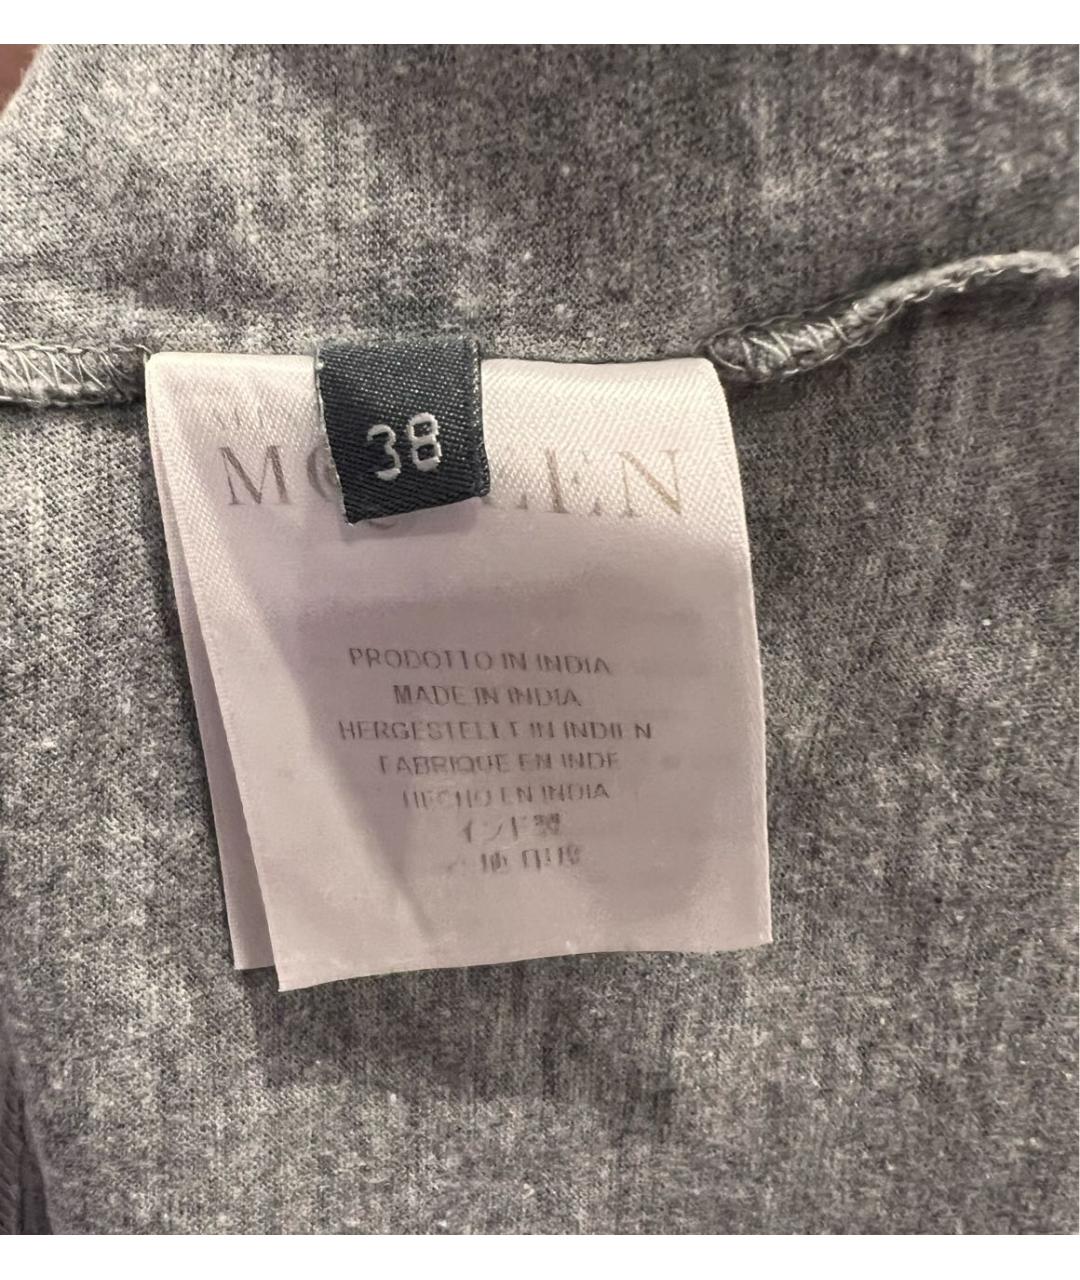 38
PRODOTTO IN INDIA
MADE IN INDIA
HERGESTELLT IN INDIEN
FABRIQUE EN INDE
HECHO EN INDIA
インド製